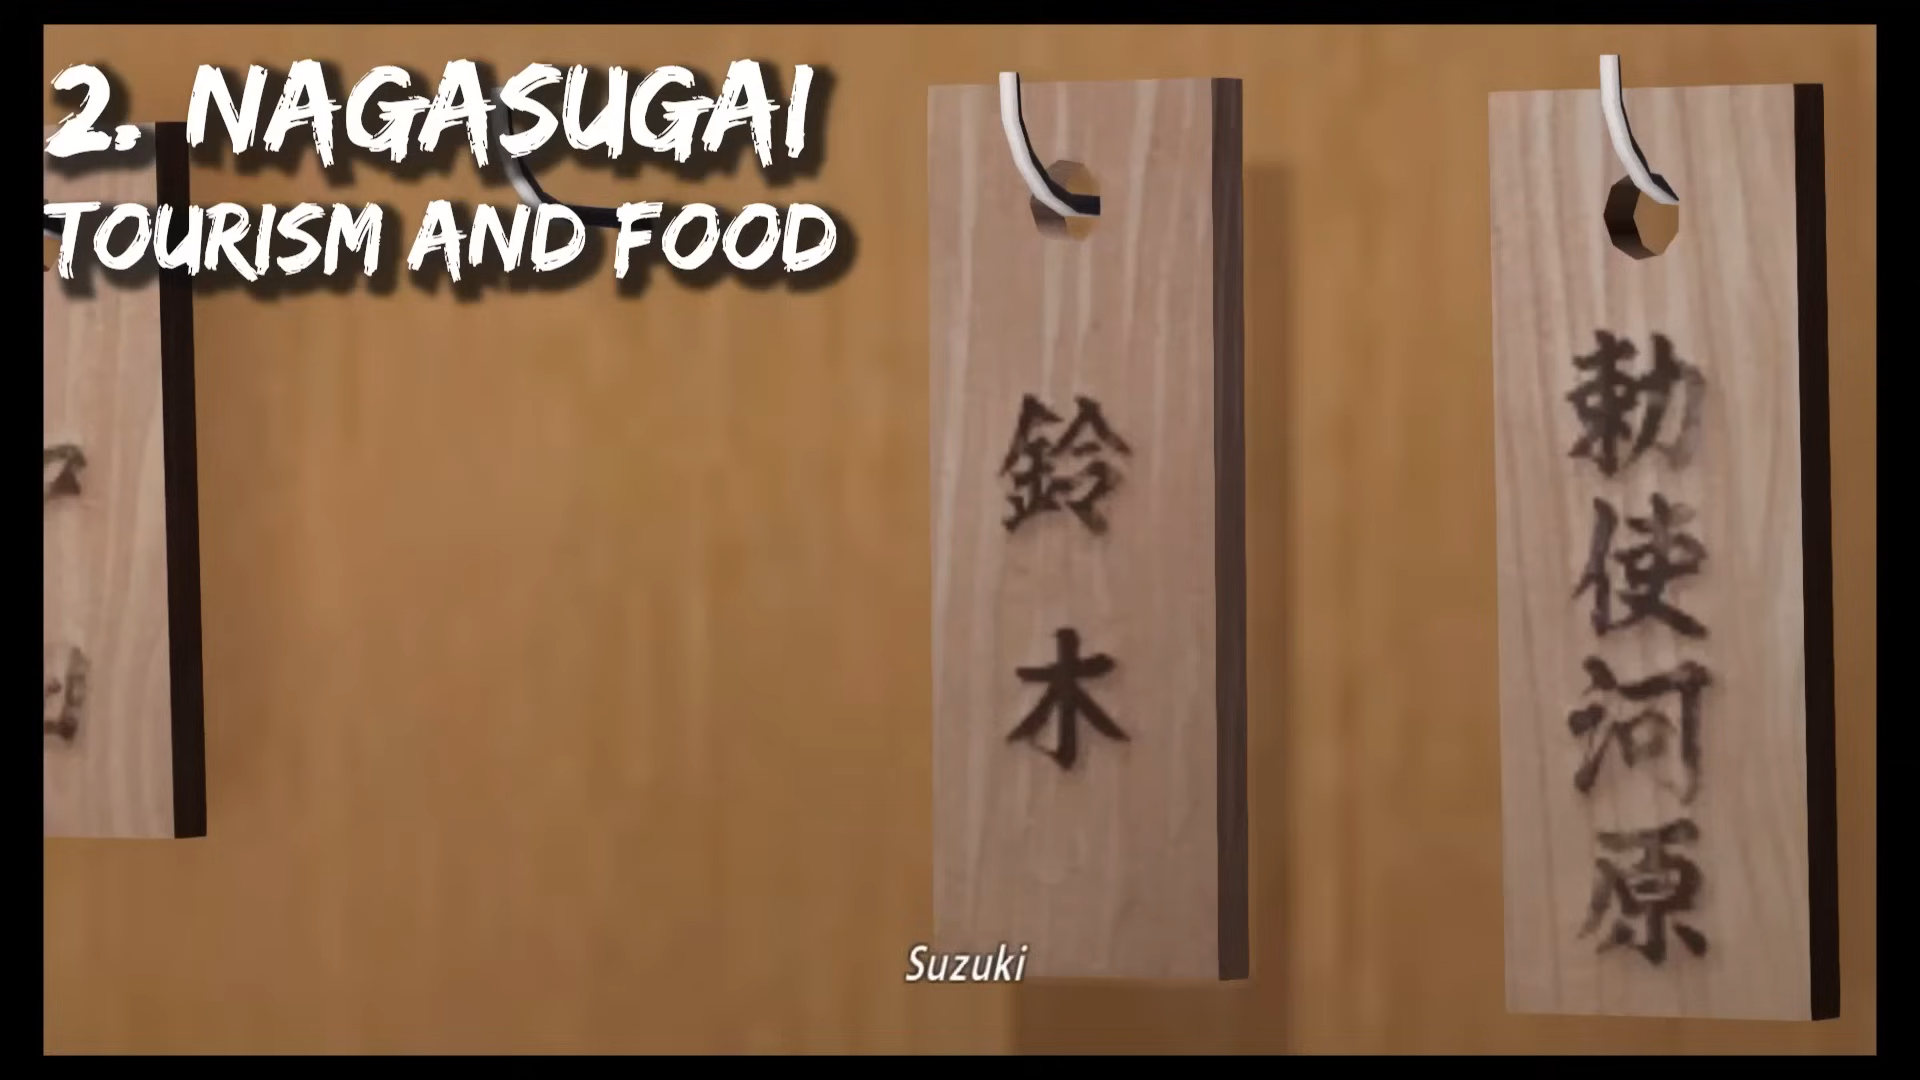 2. NAGASUGAI
TOURISM AND FOOD
鈴木
勅使河原
Suzuki